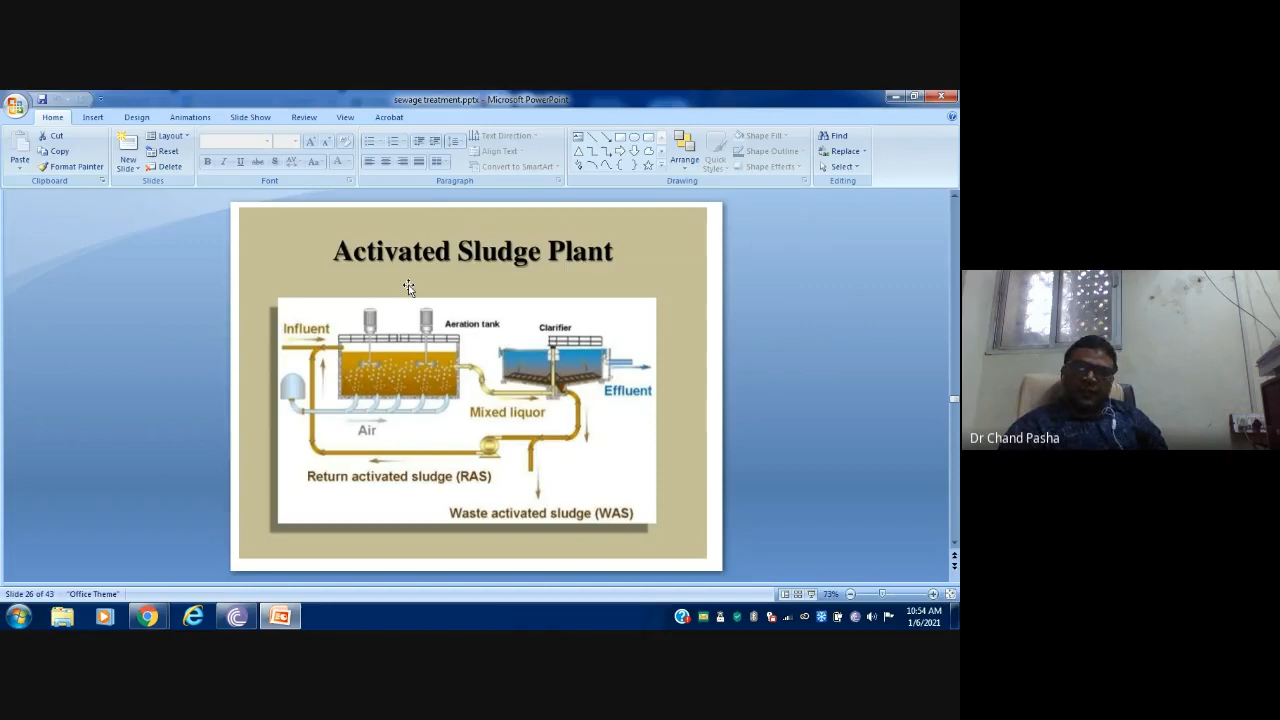 sewage treatment.pptx - Microsoft PowerPoint
Home Insert Design Animations Slide Show Review View Acrobat
Paste
Cut
Copy
Format Painter
Clipboard
New Slide
Layout
Reset
Delete
Slides
B I U abc S AV Aa A
Font
Text Direction
Align Text
Convert to SmartArt
Paragraph
Arrange
Quick Styles
Shape Fill
Shape Outline
Shape Effects
Drawing
Find
Replace
Select
Editing
Activated Sludge Plant
Influent
Aeration tank
Clarifier
Effluent
Mixed liquor
Air
Return activated sludge (RAS)
Waste activated sludge (WAS)
Dr Chand Pasha
Slide 26 of 43 "Office Theme" 73%
10:54 AM
1/6/2021